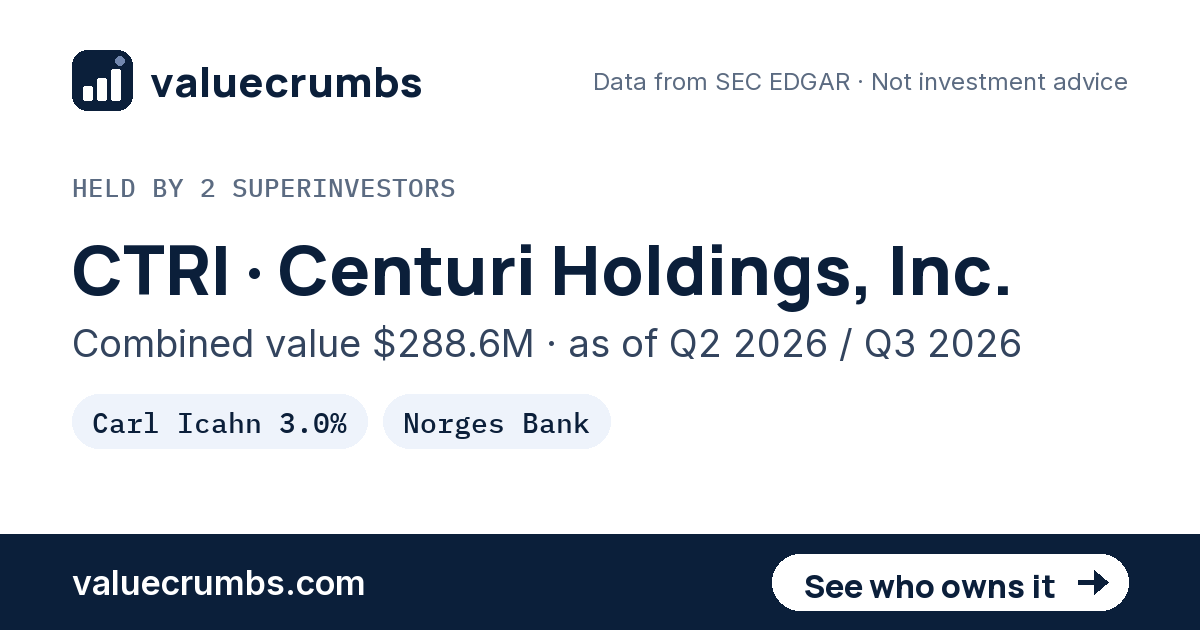 valuecrumbs
Data from SEC EDGAR · Not investment advice
HELD BY 2 SUPERINVESTORS
CTRI · Centuri Holdings, Inc.
Combined value $288.6M · as of Q2 2026 / Q3 2026
Carl Icahn 3.0%
Norges Bank
valuecrumbs.com
See who owns it →